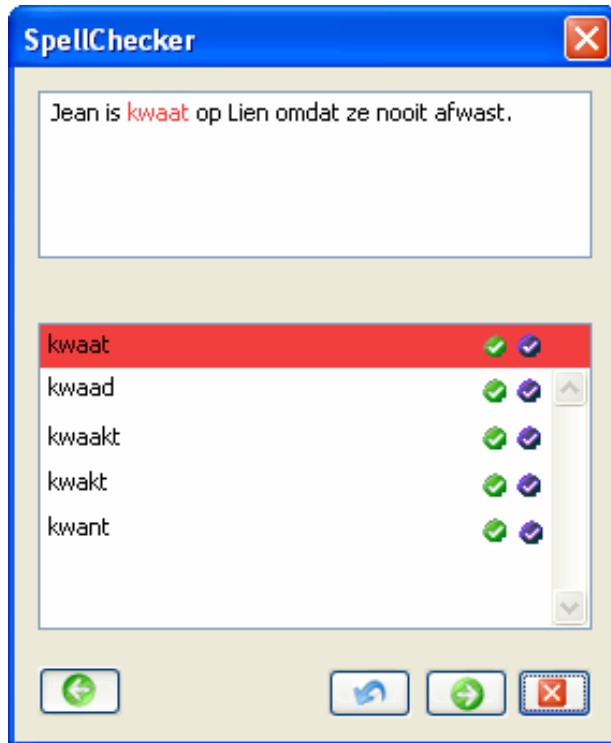 SpellChecker
Jean is kwaat op Lien omdat ze nooit afwast.
kwaat
kwaad
kwaakt
kwakt
kwant